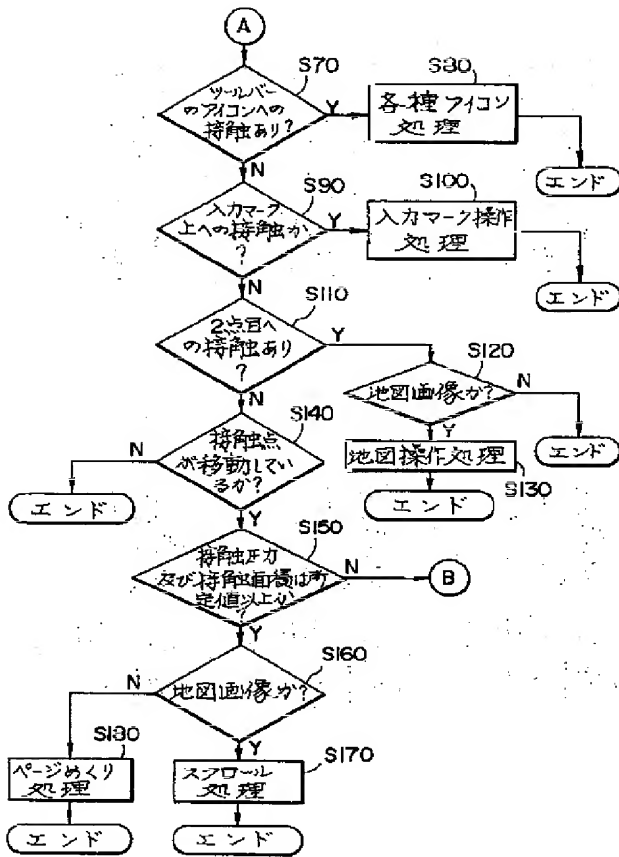 A
S70
ツールバー
のアイコンへの
接触あり?
Y
S80
各種アイコン
処理
エンド
N
S90
入力マーク
上への接触か
?
Y
S100
入力マーク操作
処理
エンド
N
S110
2点目へ
の接触あり
?
Y
S120
地図画像か?
N
エンド
Y
地図操作処理
S130
エンド
N
S140
接触点
が移動してい
るか?
N
エンド
Y
S150
接触圧力
及び接触面積は所
定値以上か
N
B
Y
S160
地図画像か?
N
S180
ページめくり
処理
エンド
Y
S170
スクロール
処理
エンド